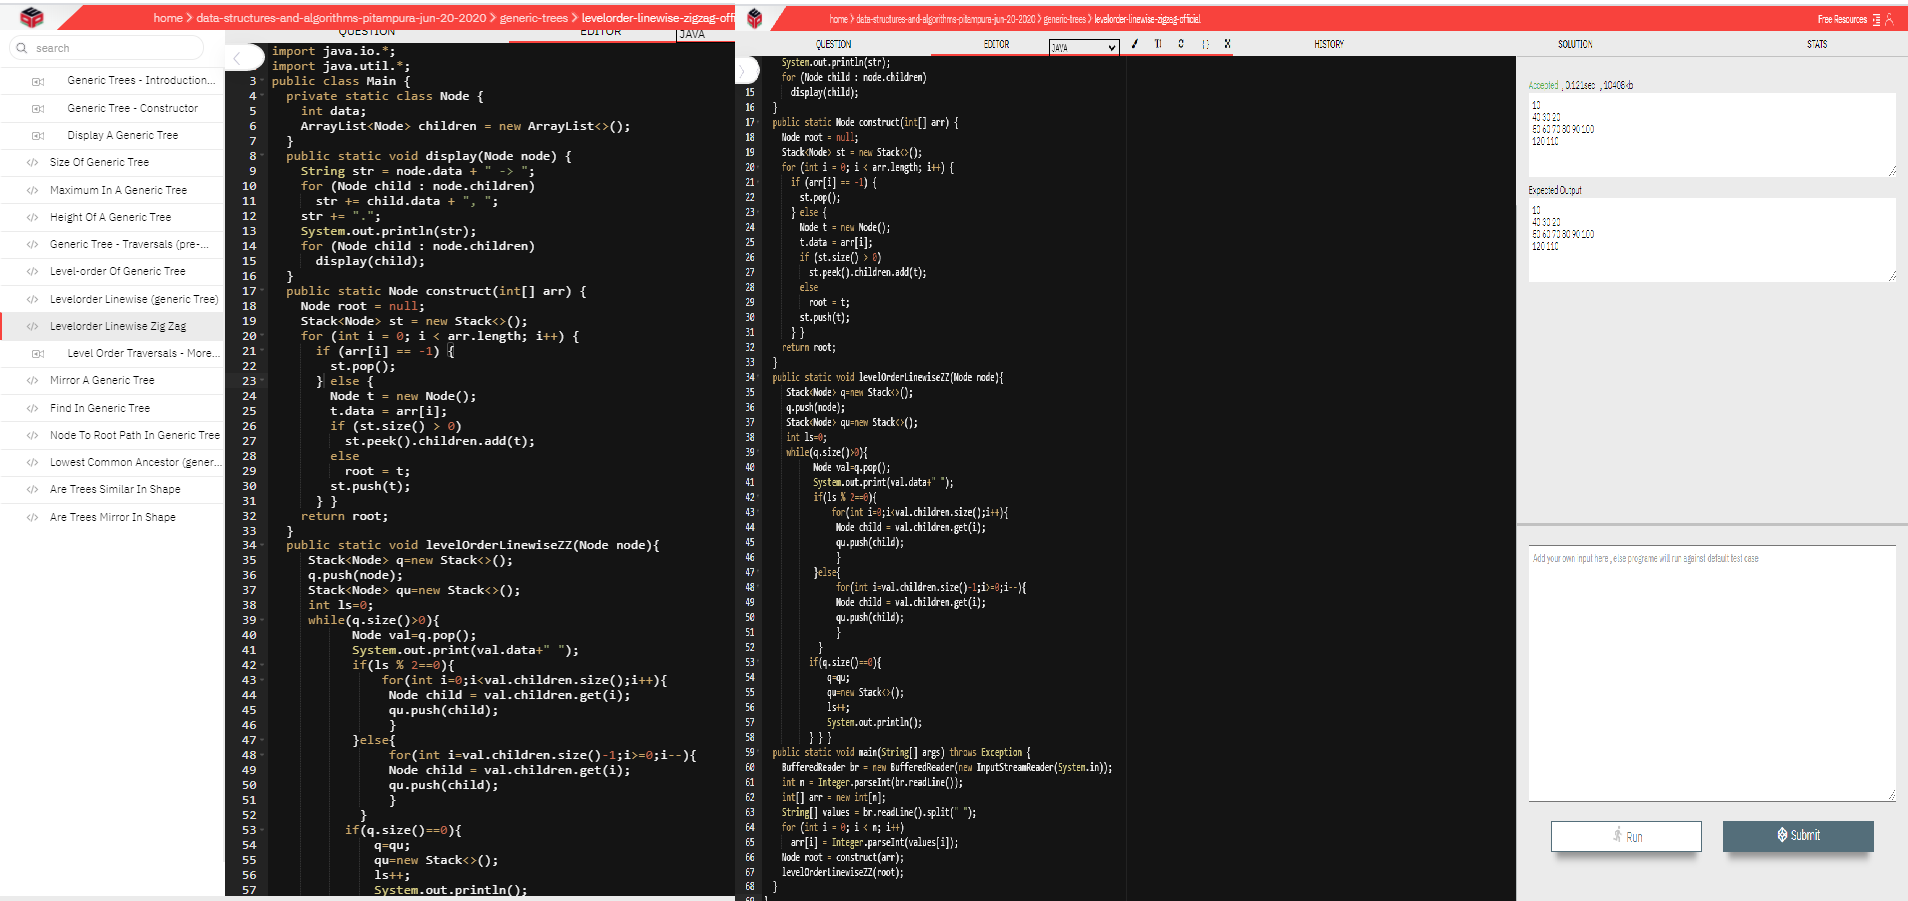 home > data-structures-and-algorithms-pitampura-jun-20-2020 > generic-trees > levelorder-linewise-zigzag-offi
search
Generic Trees - Introduction...
Generic Tree - Constructor
Display A Generic Tree
Size Of Generic Tree
Maximum In A Generic Tree
Height Of A Generic Tree
Generic Tree - Traversals (pre-...
Level-order Of Generic Tree
Levelorder Linewise (generic Tree)
Levelorder Linewise Zig Zag
Level Order Traversals - More...
Mirror A Generic Tree
Find In Generic Tree
Node To Root Path In Generic Tree
Lowest Common Ancestor (gener...
Are Trees Similar In Shape
Are Trees Mirror In Shape
QUESTION EDITOR JAVA
import java.io.*;
import java.util.*;
3 public class Main {
4 private static class Node {
5 int data;
6 ArrayList<Node> children = new ArrayList<>();
7 }
8 public static void display(Node node) {
9 String str = node.data + " -> ";
10 for (Node child : node.children)
11 str += child.data + ", ";
12 str += ".";
13 System.out.println(str);
14 for (Node child : node.children)
15 display(child);
16 }
17 public static Node construct(int[] arr) {
18 Node root = null;
19 Stack<Node> st = new Stack<>();
20 for (int i = 0; i < arr.length; i++) {
21 if (arr[i] == -1) {
22 st.pop();
23 } else {
24 Node t = new Node();
25 t.data = arr[i];
26 if (st.size() > 0)
27 st.peek().children.add(t);
28 else
29 root = t;
30 st.push(t);
31 } }
32 return root;
33 }
34 public static void levelOrderLinewiseZZ(Node node){
35 Stack<Node> q=new Stack<>();
36 q.push(node);
37 Stack<Node> qu=new Stack<>();
38 int ls=0;
39 while(q.size()>0){
40 Node val=q.pop();
41 System.out.print(val.data+" ");
42 if(ls % 2==0){
43 for(int i=0;i<val.children.size();i++){
44 Node child = val.children.get(i);
45 qu.push(child);
46 }
47 }else{
48 for(int i=val.children.size()-1;i>=0;i--){
49 Node child = val.children.get(i);
50 qu.push(child);
51 }
52 }
53 if(q.size()==0){
54 q=qu;
55 qu=new Stack<>();
56 ls++;
57 System.out.println();
home > data-structures-and-algorithms-pitampura-jun-20-2020 > generic-trees > levelorder-linewise-zigzag-official
Free Resources
QUESTION EDITOR JAVA HISTORY SOLUTION STATS
System.out.println(str);
for (Node child : node.children)
15 display(child);
16 }
17 public static Node construct(int[] arr) {
18 Node root = null;
19 Stack<Node> st = new Stack<>();
20 for (int i = 0; i < arr.length; i++) {
21 if (arr[i] == -1) {
22 st.pop();
23 } else {
24 Node t = new Node();
25 t.data = arr[i];
26 if (st.size() > 0)
27 st.peek().children.add(t);
28 else
29 root = t;
30 st.push(t);
31 } }
32 return root;
33 }
34 public static void levelOrderLinewiseZZ(Node node){
35 Stack<Node> q=new Stack<>();
36 q.push(node);
37 Stack<Node> qu=new Stack<>();
38 int ls=0;
39 while(q.size()>0){
40 Node val=q.pop();
41 System.out.print(val.data+" ");
42 if(ls % 2==0){
43 for(int i=0;i<val.children.size();i++){
44 Node child = val.children.get(i);
45 qu.push(child);
46 }
47 }else{
48 for(int i=val.children.size()-1;i>=0;i--){
49 Node child = val.children.get(i);
50 qu.push(child);
51 }
52 }
53 if(q.size()==0){
54 q=qu;
55 qu=new Stack<>();
56 ls++;
57 System.out.println();
58 } } }
59 public static void main(String[] args) throws Exception {
60 BufferedReader br = new BufferedReader(new InputStreamReader(System.in));
61 int n = Integer.parseInt(br.readLine());
62 int[] arr = new int[n];
63 String[] values = br.readLine().split(" ");
64 for (int i = 0; i < n; i++)
65 arr[i] = Integer.parseInt(values[i]);
66 Node root = construct(arr);
67 levelOrderLinewiseZZ(root);
68 }
69 }
Accepted , 0.121sec , 10408kb
10
40 30 20
50 60 70 80 90 100
120 110
Expected Output
10
40 30 20
50 60 70 80 90 100
120 110
Add your own input here , else programe will run against default test case
Run
Submit